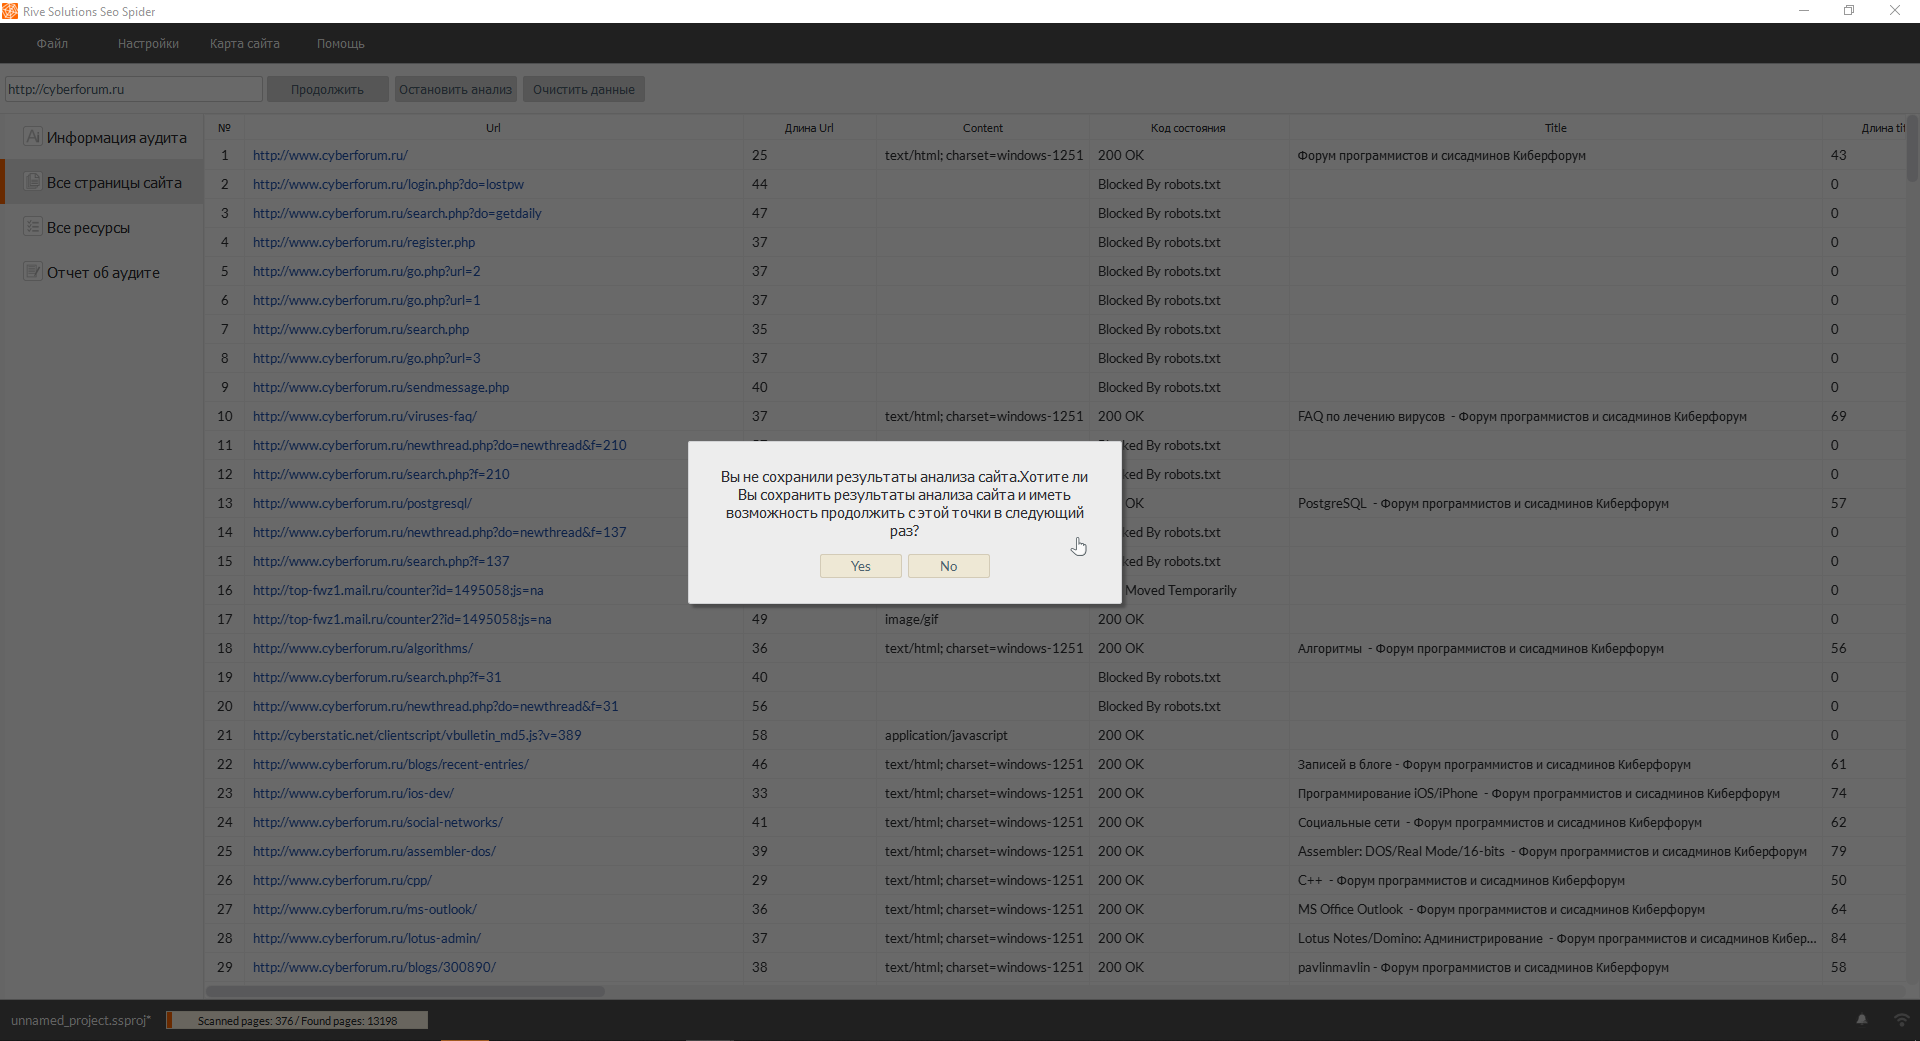 Rive Solutions Seo Spider
Файл Настройки Карта сайта Помощь
http://cyberforum.ru Продолжить Остановить анализ Очистить данные
Информация аудита
Все страницы сайта
Все ресурсы
Отчет об аудите
№ Url Длина Url Content Код состояния Title Длина tit
1 http://www.cyberforum.ru/ 25 text/html; charset=windows-1251 200 OK Форум программистов и сисадминов Киберфорум 43
2 http://www.cyberforum.ru/login.php?do=lostpw 44 Blocked By robots.txt 0
3 http://www.cyberforum.ru/search.php?do=getdaily 47 Blocked By robots.txt 0
4 http://www.cyberforum.ru/register.php 37 Blocked By robots.txt 0
5 http://www.cyberforum.ru/go.php?url=2 37 Blocked By robots.txt 0
6 http://www.cyberforum.ru/go.php?url=1 37 Blocked By robots.txt 0
7 http://www.cyberforum.ru/search.php 35 Blocked By robots.txt 0
8 http://www.cyberforum.ru/go.php?url=3 37 Blocked By robots.txt 0
9 http://www.cyberforum.ru/sendmessage.php 40 Blocked By robots.txt 0
10 http://www.cyberforum.ru/viruses-faq/ 37 text/html; charset=windows-1251 200 OK FAQ по лечению вирусов - Форум программистов и сисадминов Киберфорум 69
11 http://www.cyberforum.ru/newthread.php?do=newthread&f=210 ked By robots.txt 0
12 http://www.cyberforum.ru/search.php?f=210 ked By robots.txt 0
13 http://www.cyberforum.ru/postgresql/ OK PostgreSQL - Форум программистов и сисадминов Киберфорум 57
14 http://www.cyberforum.ru/newthread.php?do=newthread&f=137 ked By robots.txt 0
15 http://www.cyberforum.ru/search.php?f=137 ked By robots.txt 0
16 http://top-fwz1.mail.ru/counter?id=1495058;js=na Moved Temporarily 0
17 http://top-fwz1.mail.ru/counter2?id=1495058;js=na 49 image/gif 200 OK 0
18 http://www.cyberforum.ru/algorithms/ 36 text/html; charset=windows-1251 200 OK Алгоритмы - Форум программистов и сисадминов Киберфорум 56
19 http://www.cyberforum.ru/search.php?f=31 40 Blocked By robots.txt 0
20 http://www.cyberforum.ru/newthread.php?do=newthread&f=31 56 Blocked By robots.txt 0
21 http://cyberstatic.net/clientscript/vbulletin_md5.js?v=389 58 application/javascript 200 OK 0
22 http://www.cyberforum.ru/blogs/recent-entries/ 46 text/html; charset=windows-1251 200 OK Записей в блоге - Форум программистов и сисадминов Киберфорум 61
23 http://www.cyberforum.ru/ios-dev/ 33 text/html; charset=windows-1251 200 OK Программирование iOS/iPhone - Форум программистов и сисадминов Киберфорум 74
24 http://www.cyberforum.ru/social-networks/ 41 text/html; charset=windows-1251 200 OK Социальные сети - Форум программистов и сисадминов Киберфорум 62
25 http://www.cyberforum.ru/assembler-dos/ 39 text/html; charset=windows-1251 200 OK Assembler: DOS/Real Mode/16-bits - Форум программистов и сисадминов Киберфорум 79
26 http://www.cyberforum.ru/cpp/ 29 text/html; charset=windows-1251 200 OK C++ - Форум программистов и сисадминов Киберфорум 50
27 http://www.cyberforum.ru/ms-outlook/ 36 text/html; charset=windows-1251 200 OK MS Office Outlook - Форум программистов и сисадминов Киберфорум 64
28 http://www.cyberforum.ru/lotus-admin/ 37 text/html; charset=windows-1251 200 OK Lotus Notes/Domino: Администрирование - Форум программистов и сисадминов Кибер... 84
29 http://www.cyberforum.ru/blogs/300890/ 38 text/html; charset=windows-1251 200 OK pavlinmavlin - Форум программистов и сисадминов Киберфорум 58
Вы не сохранили результаты анализа сайта.Хотите ли
Вы сохранить результаты анализа сайта и иметь
возможность продолжить с этой точки в следующий
раз?
Yes No
unnamed_project.ssproj* Scanned pages: 376 / Found pages: 13198